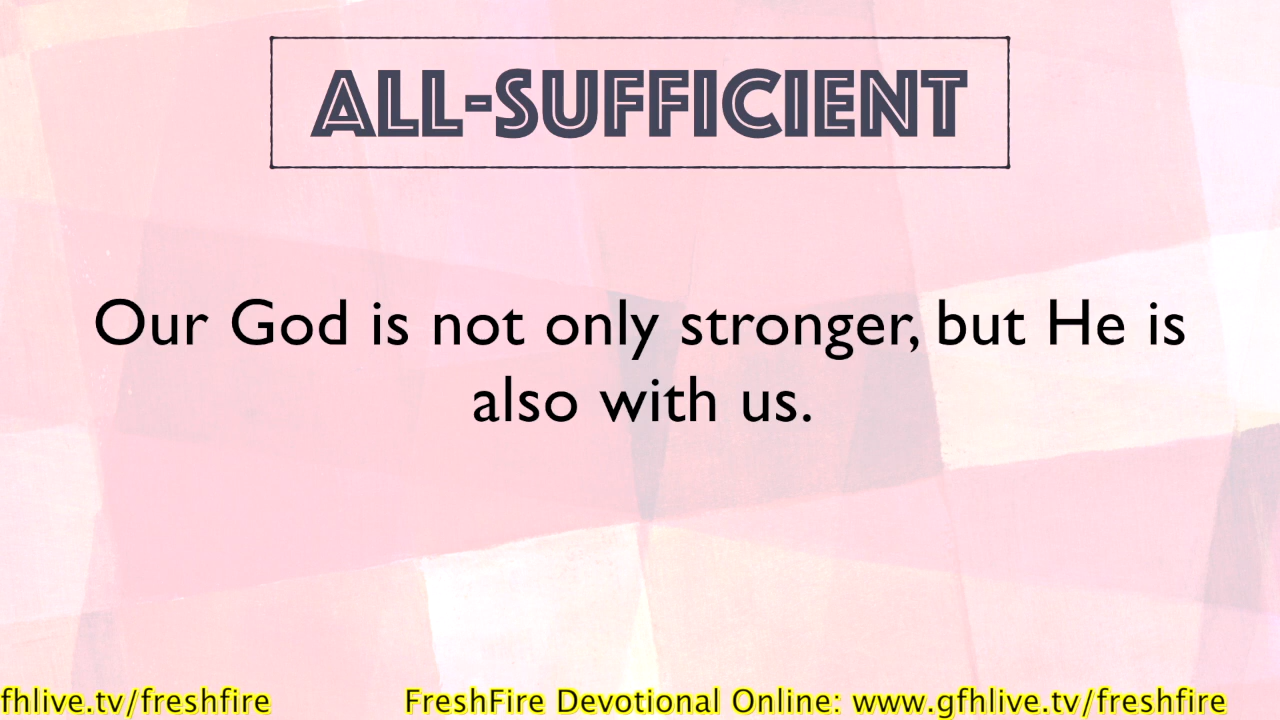 ALL-SUFFICIENT
Our God is not only stronger, but He is
also with us.
fhlive.tv/freshfire FreshFire Devotional Online: www.gfhlive.tv/freshfire